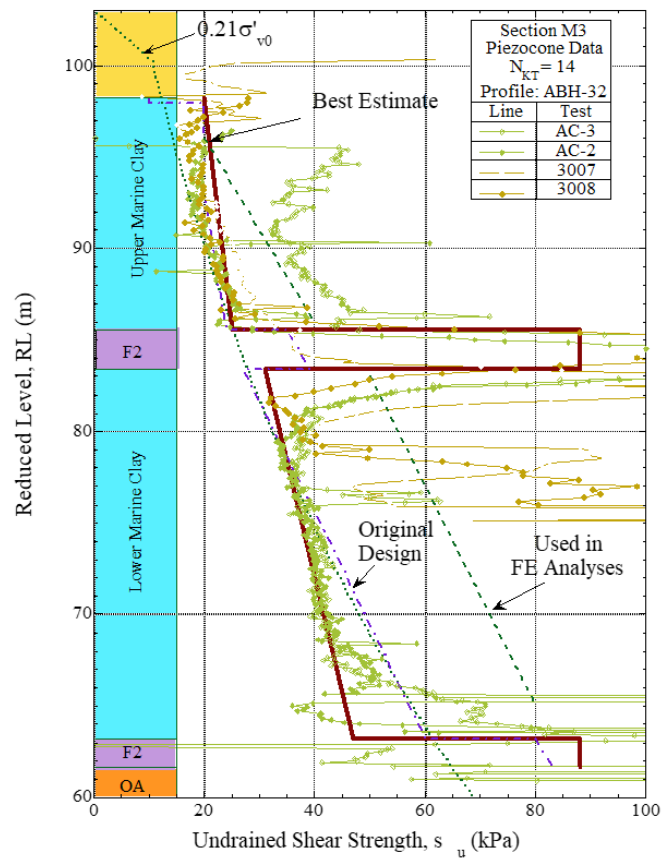 0.21σ'v0
Section M3
Piezocone Data
NKT= 14
Profile: ABH-32
Line Test
AC-3
AC-2
3007
3008
Best Estimate
100
90
80
70
60
Reduced Level, RL (m)
Upper Marine Clay
F2
Lower Marine Clay
F2
OA
Original
Design
Used in
FE Analyses
0 20 40 60 80 100
Undrained Shear Strength, s u (kPa)